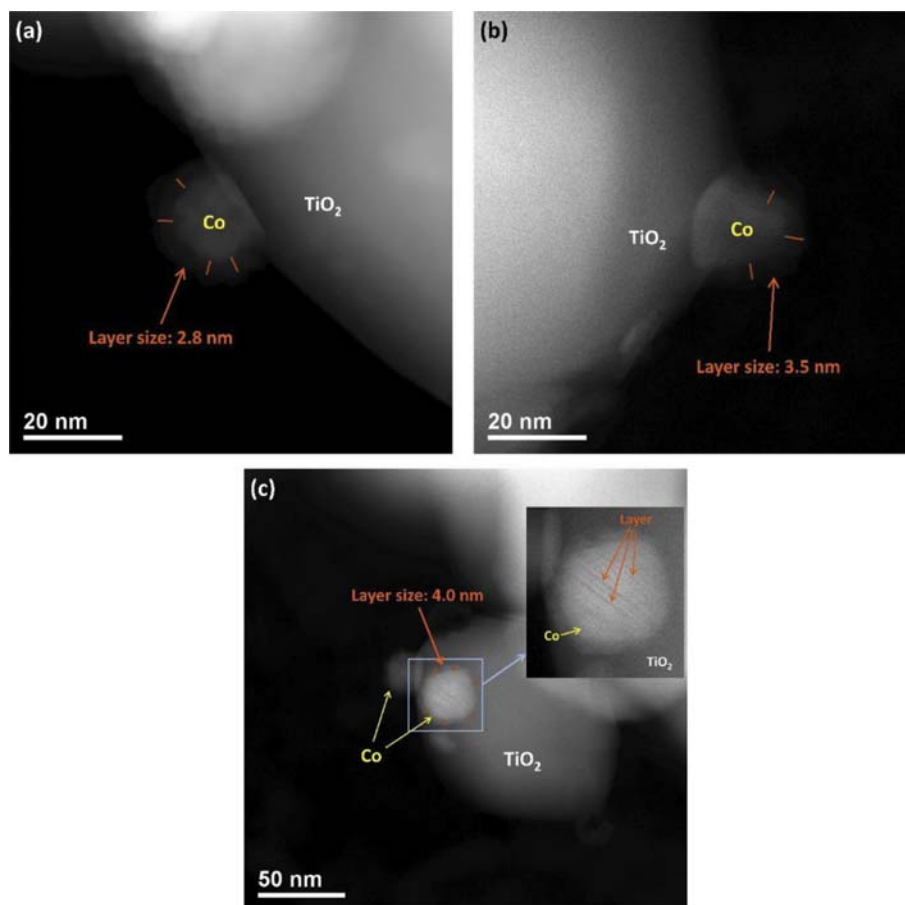 (a)
Co
TiO2
Layer size: 2.8 nm
20 nm
(b)
TiO2
Co
Layer size: 3.5 nm
20 nm
(c)
Layer size: 4.0 nm
Co
TiO2
50 nm
Layer
Co
TiO2